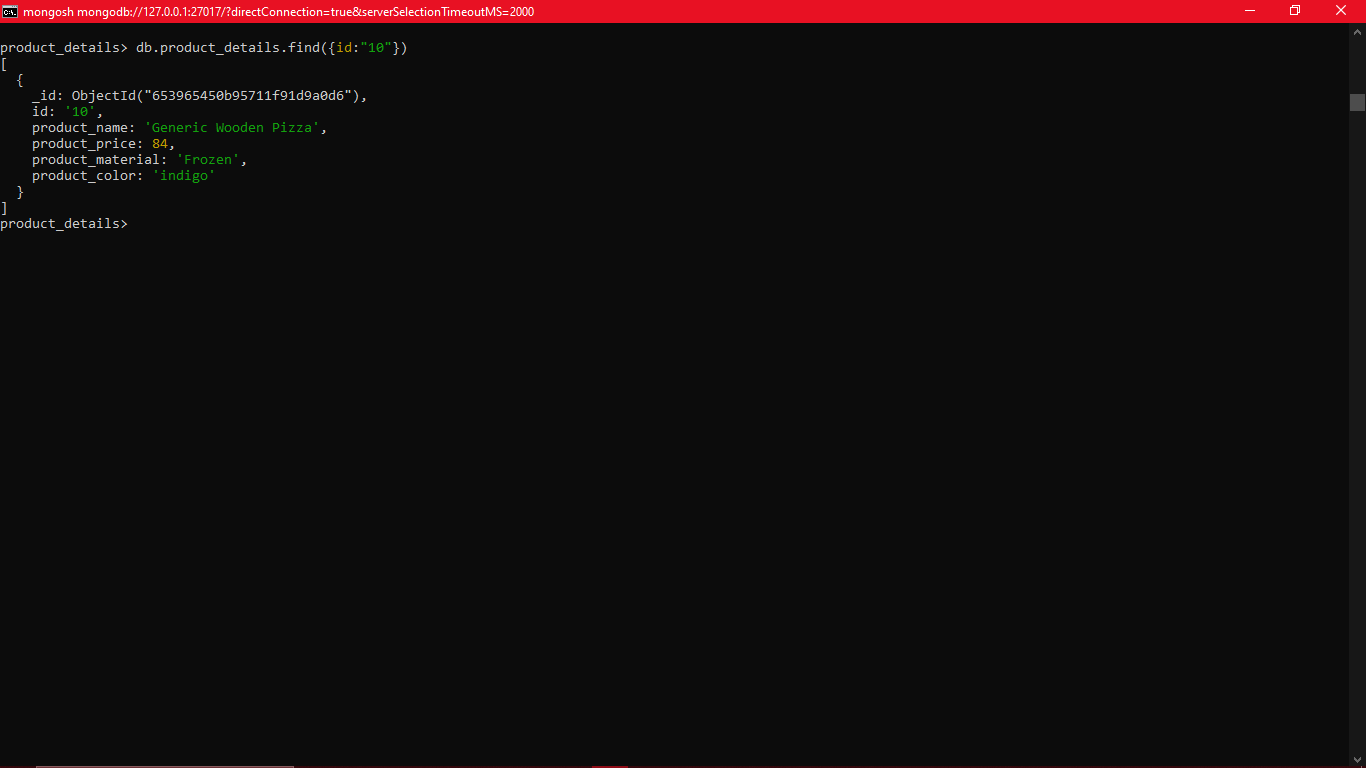 mongosh mongodb://127.0.0.1:27017/?directConnection=true&serverSelectionTimeoutMS=2000
product_details> db.product_details.find({id:"10"})
[
  {
    _id: ObjectId("653965450b95711f91d9a0d6"),
    id: '10',
    product_name: 'Generic Wooden Pizza',
    product_price: 84,
    product_material: 'Frozen',
    product_color: 'indigo'
  }
]
product_details>